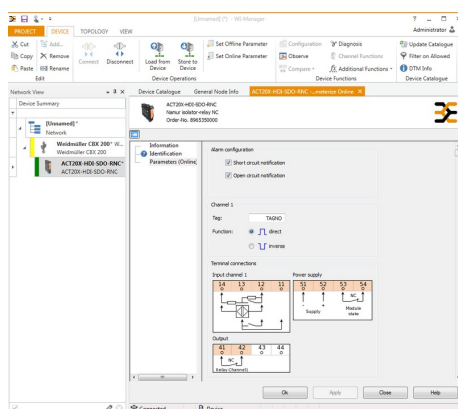 [Unnamed] (*) - WI-Manager
?
PROJECT DEVICE TOPOLOGY VIEW Administrator
Cut Add... Connect Disconnect Load from Device Store to Device Set Offline Parameter Configuration Diagnosis Update Catalogue
Copy Remove Set Online Parameter Observe Channel Functions Filter on Allowed
Paste Rename Compare Additional Functions DTM Info
Edit Device Operations Device Functions Device Catalogue
Network View Device Catalogue General Node Info
Device Summary
[Unnamed]*
Network
Weidmüller CBX 200* W...
Weidmüller CBX 200
ACT20X-HDI-SDO-RNC*
ACT20X-HDI-SDO-RNC
ACT20X-HDI-SDO-RNC
Namur isolator-relay NC
Order-No. 8965350000
Information
Identification
Parameters (Online)
Alarm configuration
Short circuit notification
Open circuit notification
Channel 1
Tag: TAGNO
Function: direct
inverse
Terminal connections
Input channel 1 Power supply
14 13 12 11 51 52 53 54
- + NC
Supply Module state
Output
41 42 43 44
NC
Relay Channel1
Ok Apply Close Help
Connected Device